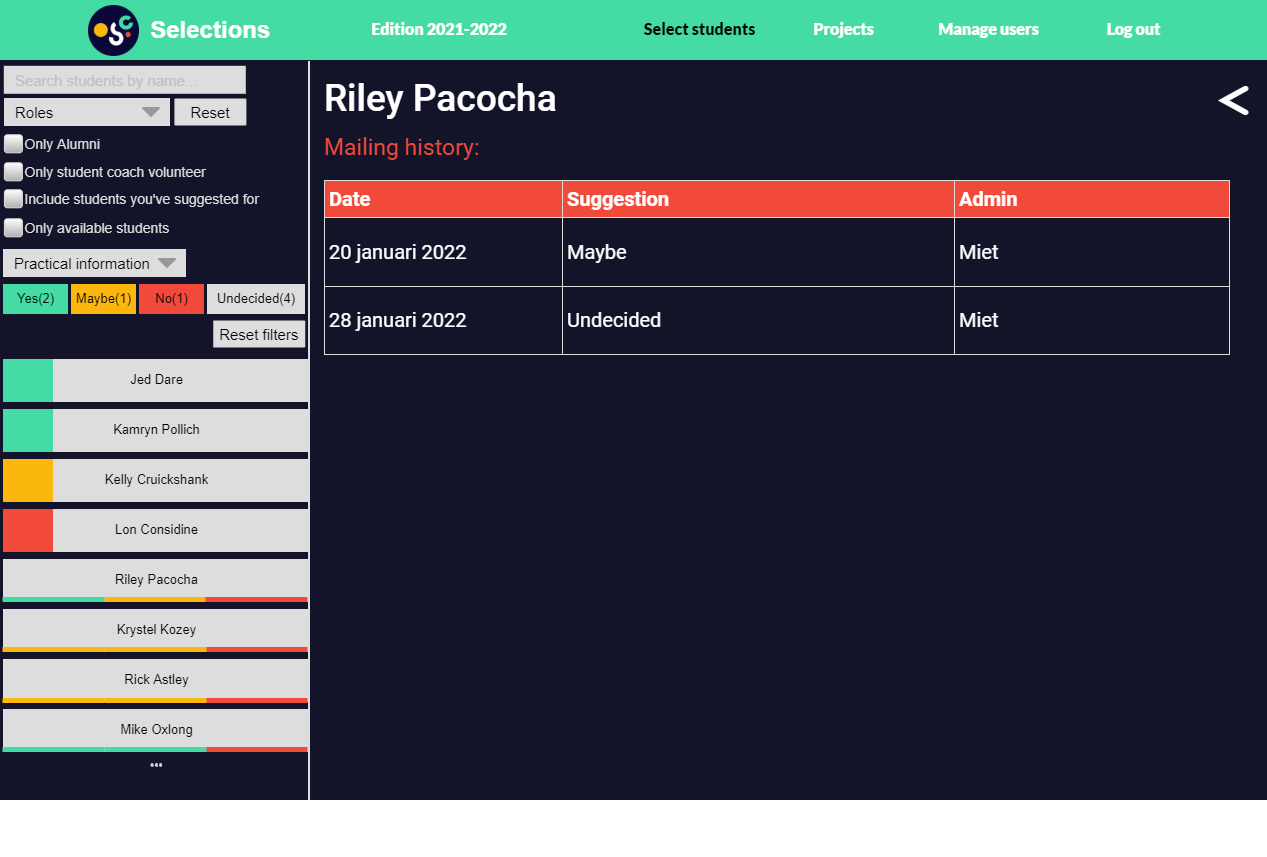 OSC Selections Edition 2021-2022 Select students Projects Manage users Log out
Search students by name...
Roles Reset
Only Alumni
Only student coach volunteer
Include students you've suggested for
Only available students
Practical information
Yes(2) Maybe(1) No(1) Undecided(4)
Reset filters
Jed Dare
Kamryn Pollich
Kelly Cruickshank
Lon Considine
Riley Pacocha
Krystel Kozey
Rick Astley
Mike Oxlong
...
Riley Pacocha <
Mailing history:
Date Suggestion Admin
20 januari 2022 Maybe Miet
28 januari 2022 Undecided Miet